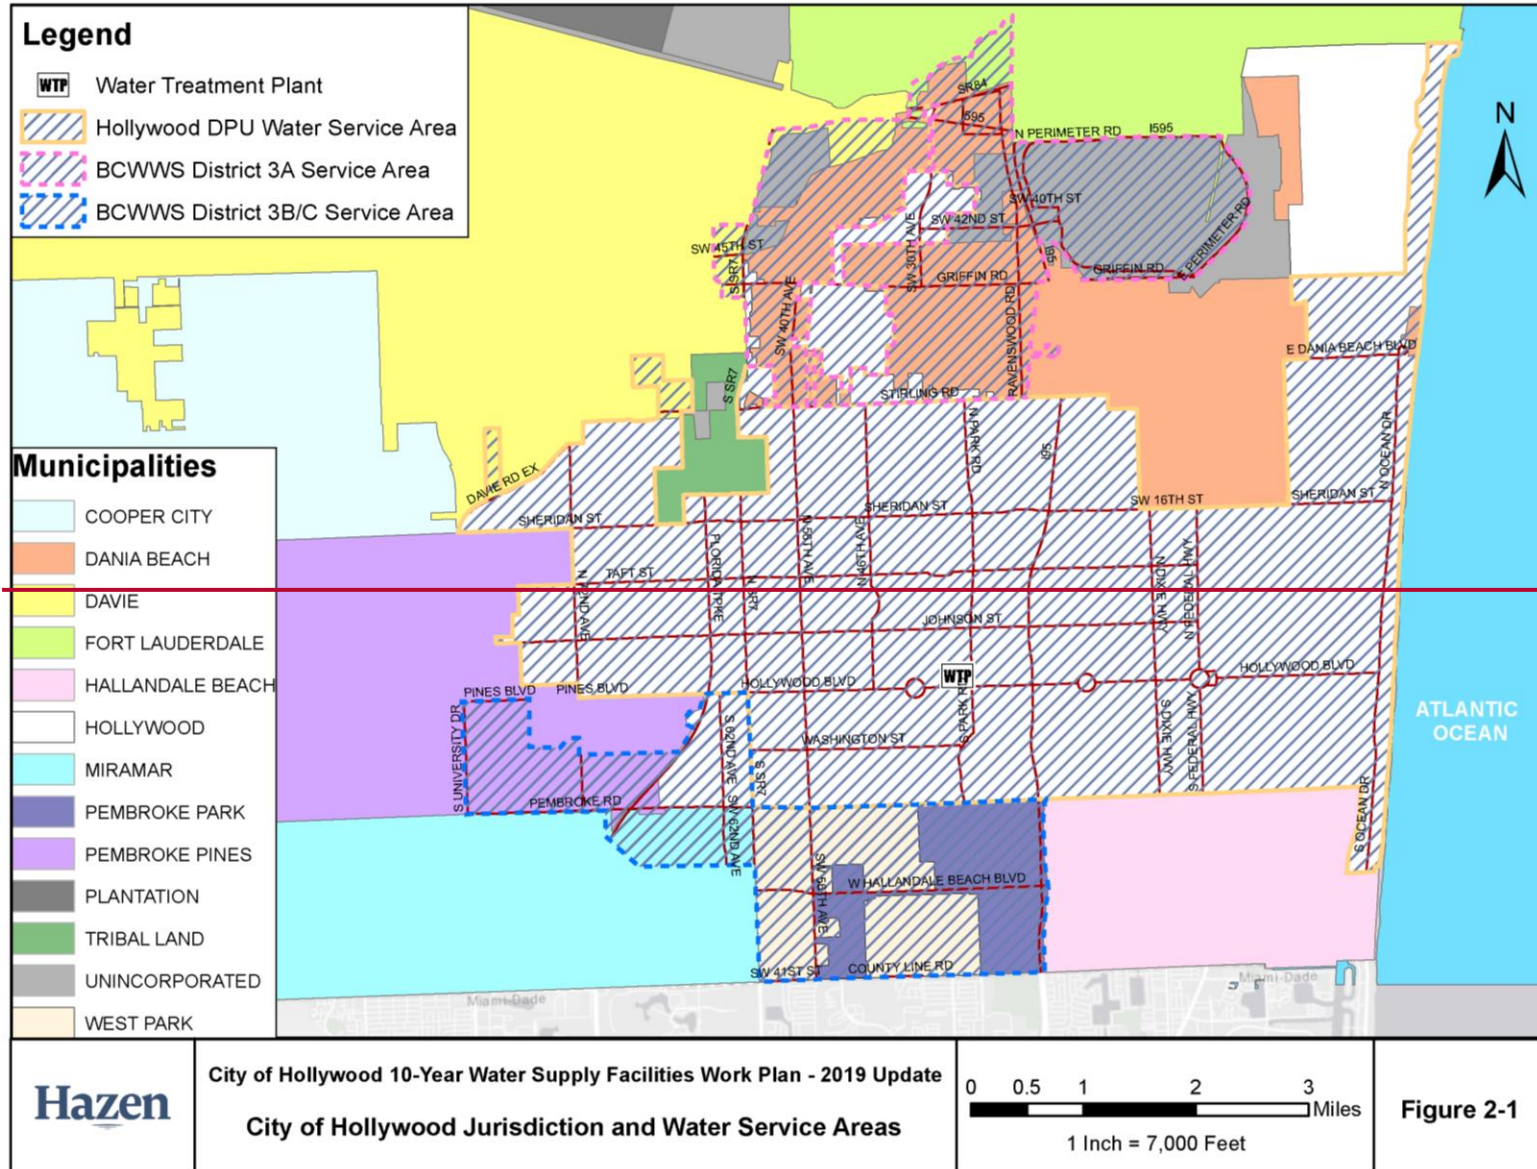 Legend
WTP Water Treatment Plant
Hollywood DPU Water Service Area
BCWWS District 3A Service Area
BCWWS District 3B/C Service Area
N
SR84
I595
N PERIMETER RD
I595
SW 40TH ST
SW 42ND ST
SW 30TH AVE
SW 45TH ST
S SR7
I95
E PERIMETER RD
GRIFFIN RD
GRIFFIN RD
SW 40TH AVE
RAVENSWOOD RD
E DANIA BEACH BLVD
S SR7
STIRLING RD
N PARK RD
I95
N OCEAN DR
DAVIE RD EX
SHERIDAN ST
SHERIDAN ST
SW 16TH ST
SHERIDAN ST
Municipalities
COOPER CITY
DANIA BEACH
DAVIE
FORT LAUDERDALE
HALLANDALE BEACH
HOLLYWOOD
MIRAMAR
PEMBROKE PARK
PEMBROKE PINES
PLANTATION
TRIBAL LAND
UNINCORPORATED
WEST PARK
TAFT ST
N 72ND AVE
FLORIDA TPKE
N SR7
N 56TH AVE
N 46TH AVE
N DIXIE HWY
N FEDERAL HWY
JOHNSON ST
HOLLYWOOD BLVD
WTP
HOLLYWOOD BLVD
PINES BLVD
PINES BLVD
S UNIVERSITY DR
S 62ND AVE
S PARK RD
S DIXIE HWY
S FEDERAL HWY
ATLANTIC
OCEAN
WASHINGTON ST
S SR7
PEMBROKE RD
SW 62ND AVE
S OCEAN DR
SW 56TH AVE
W HALLANDALE BEACH BLVD
SW 41ST ST
COUNTY LINE RD
Miami-Dade
Miami-Dade
Hazen
City of Hollywood 10-Year Water Supply Facilities Work Plan - 2019 Update
City of Hollywood Jurisdiction and Water Service Areas
0 0.5 1 2 3
Miles
1 Inch = 7,000 Feet
Figure 2-1